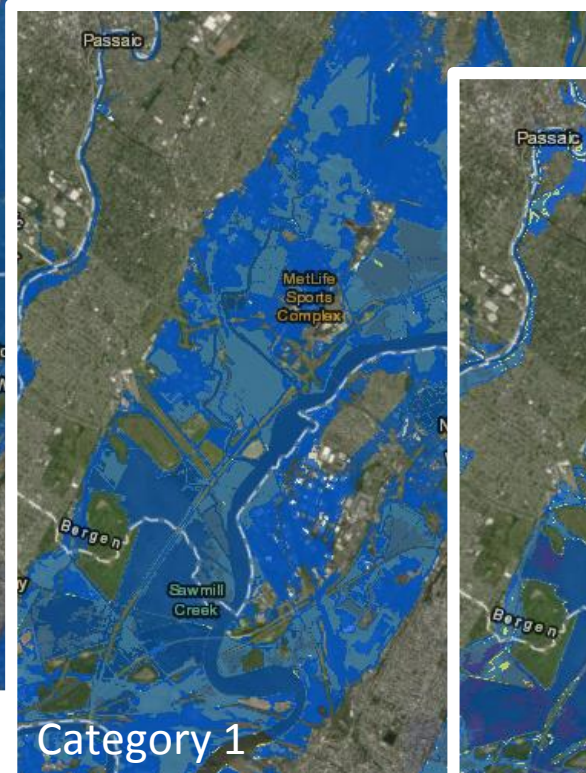 Passaic
Passaic
MetLife
Sports
Complex
Bergen
Bergen
Sawmill
Creek
Category 1